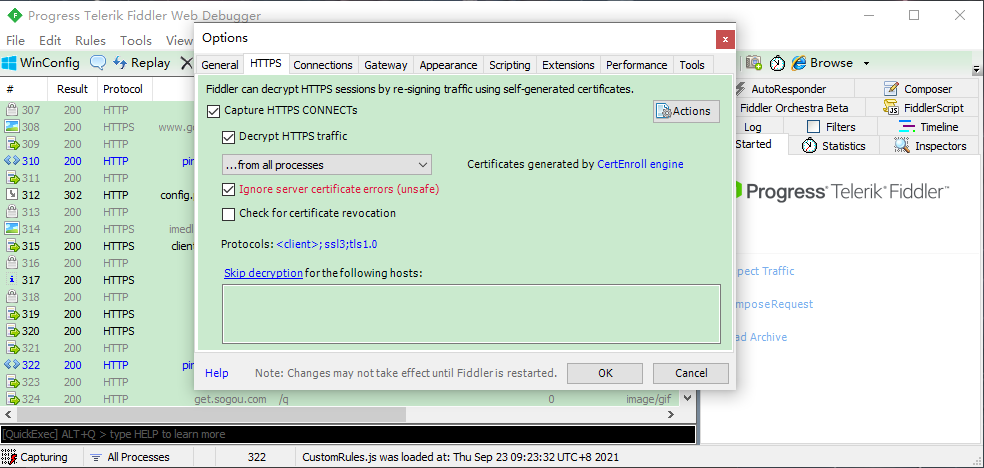 Progress Telerik Fiddler Web Debugger
File Edit Rules Tools View
WinConfig Replay Browse
# Result Protocol
307 200 HTTP
308 200 HTTPS www.g
309 200 HTTP
310 200 HTTP pin
311 200 HTTP
312 302 HTTP config.
313 200 HTTP
314 200 HTTPS imedl
315 200 HTTPS client
316 200 HTTP
317 200 HTTPS
318 200 HTTP
319 200 HTTPS
320 200 HTTPS
321 200 HTTP
322 200 HTTP pin
323 200 HTTP
324 200 HTTP get.sogou.com /q 0 image/gif
[QuickExec] ALT+Q > type HELP to learn more
Capturing All Processes 322 CustomRules.js was loaded at: Thu Sep 23 09:23:32 UTC+8 2021
Options
General HTTPS Connections Gateway Appearance Scripting Extensions Performance Tools
Fiddler can decrypt HTTPS sessions by re-signing traffic using self-generated certificates.
Capture HTTPS CONNECTs
Actions
Decrypt HTTPS traffic
...from all processes
Certificates generated by CertEnroll engine
Ignore server certificate errors (unsafe)
Check for certificate revocation
Protocols: <client>;ssl3;tls1.0
Skip decryption for the following hosts:
Help Note: Changes may not take effect until Fiddler is restarted. OK Cancel
AutoResponder Composer
Fiddler Orchestra Beta FiddlerScript
Log Filters Timeline
Started Statistics Inspectors
Progress Telerik Fiddler
pect Traffic
mpose Request
ad Archive